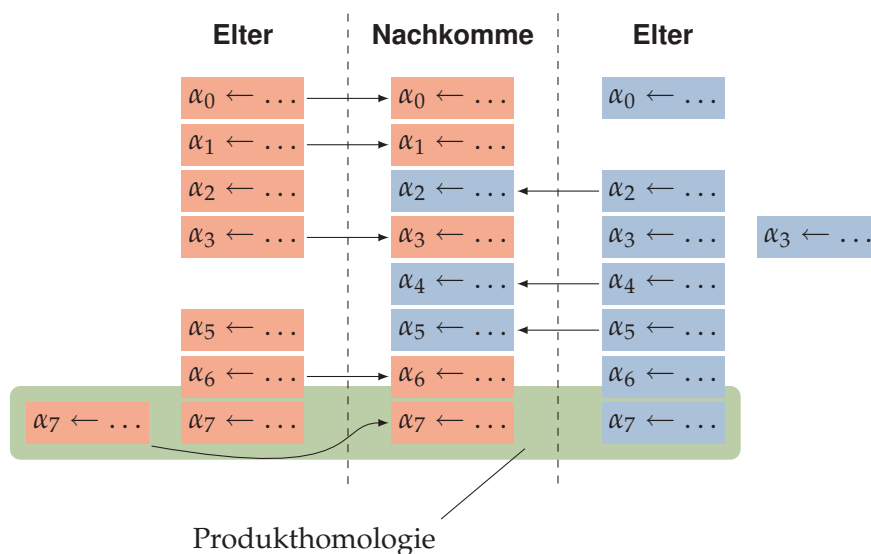 Elter Nachkomme Elter
α₀ ← … α₀ ← … α₀ ← …
α₁ ← … α₁ ← …
α₂ ← … α₂ ← … α₂ ← …
α₃ ← … α₃ ← … α₃ ← … α₃ ← …
α₄ ← … α₄ ← …
α₅ ← … α₅ ← … α₅ ← …
α₆ ← … α₆ ← … α₆ ← …
α₇ ← … α₇ ← … α₇ ← … α₇ ← …
Produkthomologie